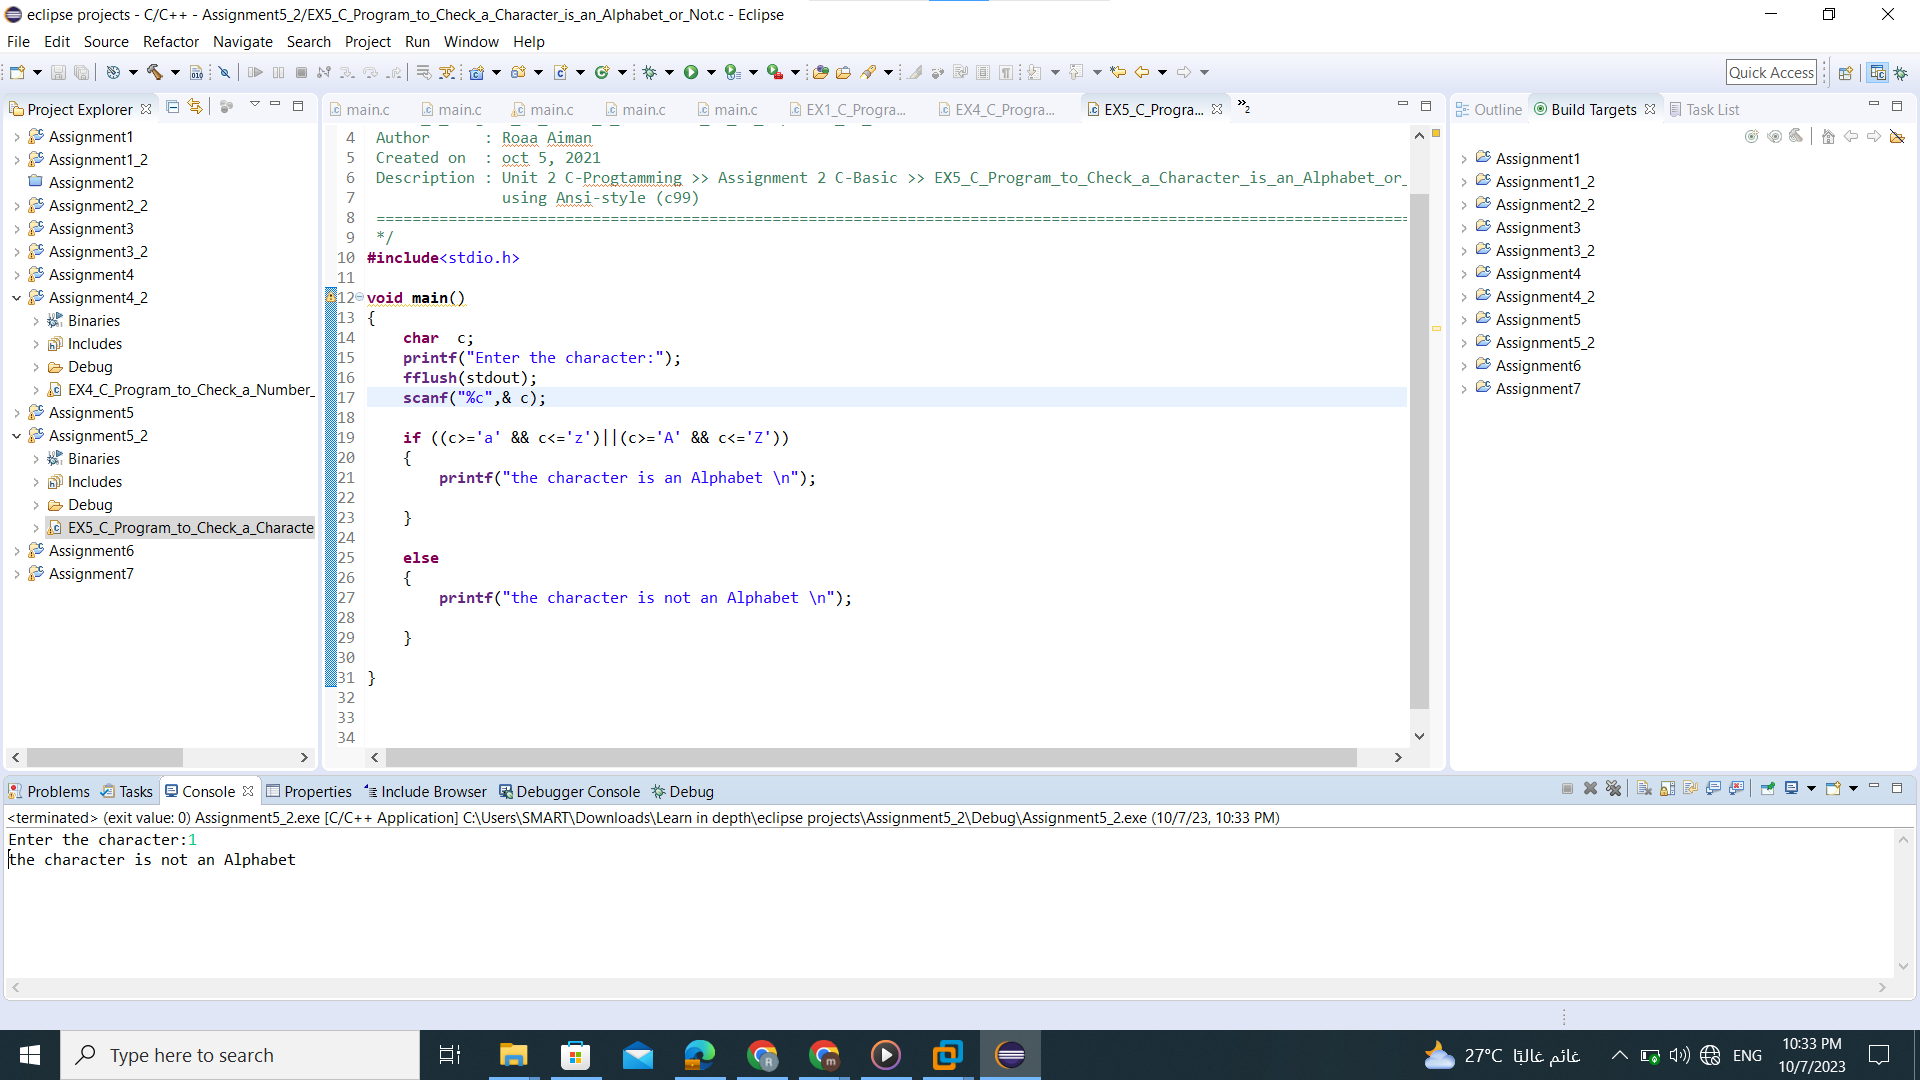 eclipse projects - C/C++ - Assignment5_2/EX5_C_Program_to_Check_a_Character_is_an_Alphabet_or_Not.c - Eclipse
File Edit Source Refactor Navigate Search Project Run Window Help
Quick Access
Project Explorer
Assignment1
Assignment1_2
Assignment2
Assignment2_2
Assignment3
Assignment3_2
Assignment4
Assignment4_2
Binaries
Includes
Debug
EX4_C_Program_to_Check_a_Number_
Assignment5
Assignment5_2
Binaries
Includes
Debug
EX5_C_Program_to_Check_a_Characte
Assignment6
Assignment7
main.c main.c main.c main.c main.c EX1_C_Progra... EX4_C_Progra... EX5_C_Progra... »2
4 Author : Roaa Aiman
5 Created on : oct 5, 2021
6 Description : Unit 2 C-Progtamming >> Assignment 2 C-Basic >> EX5_C_Program_to_Check_a_Character_is_an_Alphabet_or_
7 using Ansi-style (c99)
8 ===================================================================================================================
9 */
10 #include<stdio.h>
11
12 void main()
13 {
14 char  c;
15 printf("Enter the character:");
16 fflush(stdout);
17 scanf("%c",& c);
18
19 if ((c>='a' && c<='z')||(c>='A' && c<='Z'))
20 {
21 printf("the character is an Alphabet \n");
22
23 }
24
25 else
26 {
27 printf("the character is not an Alphabet \n");
28
29 }
30
31 }
32
33
34
Outline Build Targets Task List
Assignment1
Assignment1_2
Assignment2_2
Assignment3
Assignment3_2
Assignment4
Assignment4_2
Assignment5
Assignment5_2
Assignment6
Assignment7
Problems Tasks Console Properties Include Browser Debugger Console Debug
<terminated> (exit value: 0) Assignment5_2.exe [C/C++ Application] C:\Users\SMART\Downloads\Learn in depth\eclipse projects\Assignment5_2\Debug\Assignment5_2.exe (10/7/23, 10:33 PM)
Enter the character:1
the character is not an Alphabet
Type here to search
27°C غائم غالبًا
ENG
10:33 PM
10/7/2023